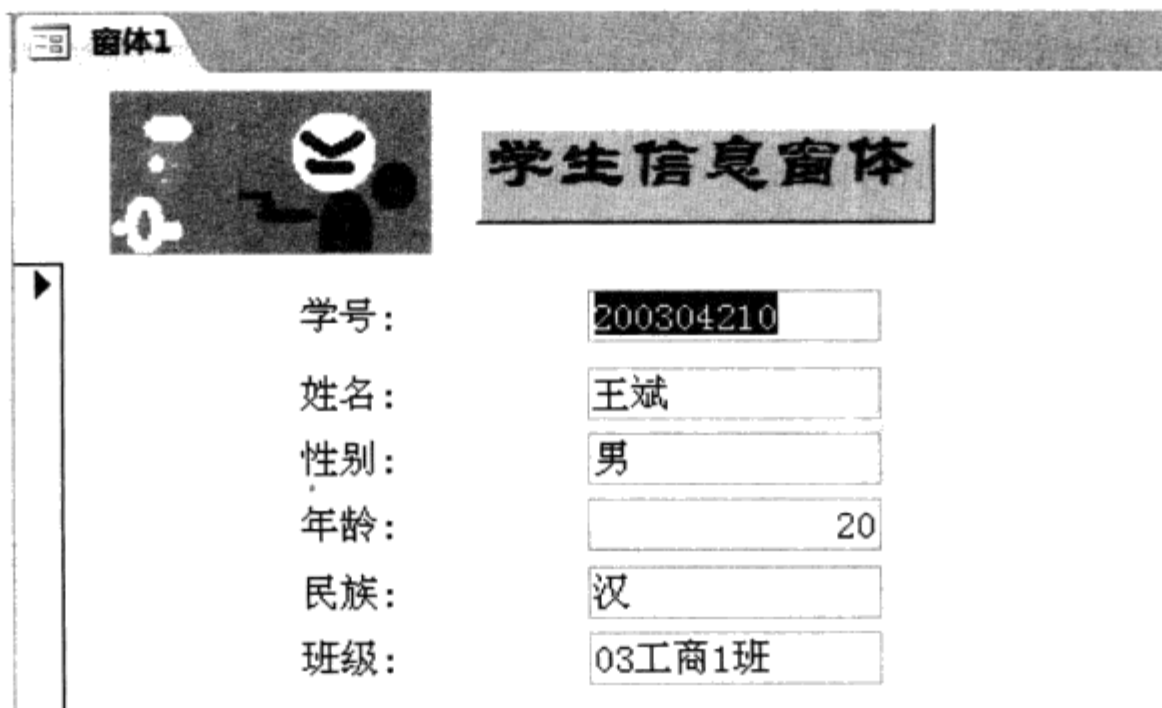 窗体1
学生信息窗体
学号: 200304210
姓名: 王斌
性别: 男
年龄: 20
民族: 汉
班级: 03工商1班